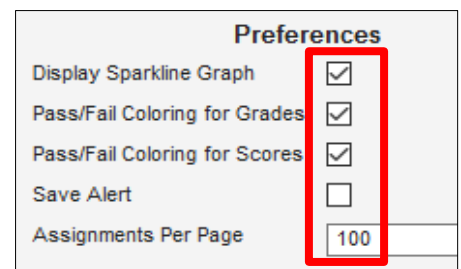 Preferences
Display Sparkline Graph
Pass/Fail Coloring for Grades
Pass/Fail Coloring for Scores
Save Alert
Assignments Per Page 100